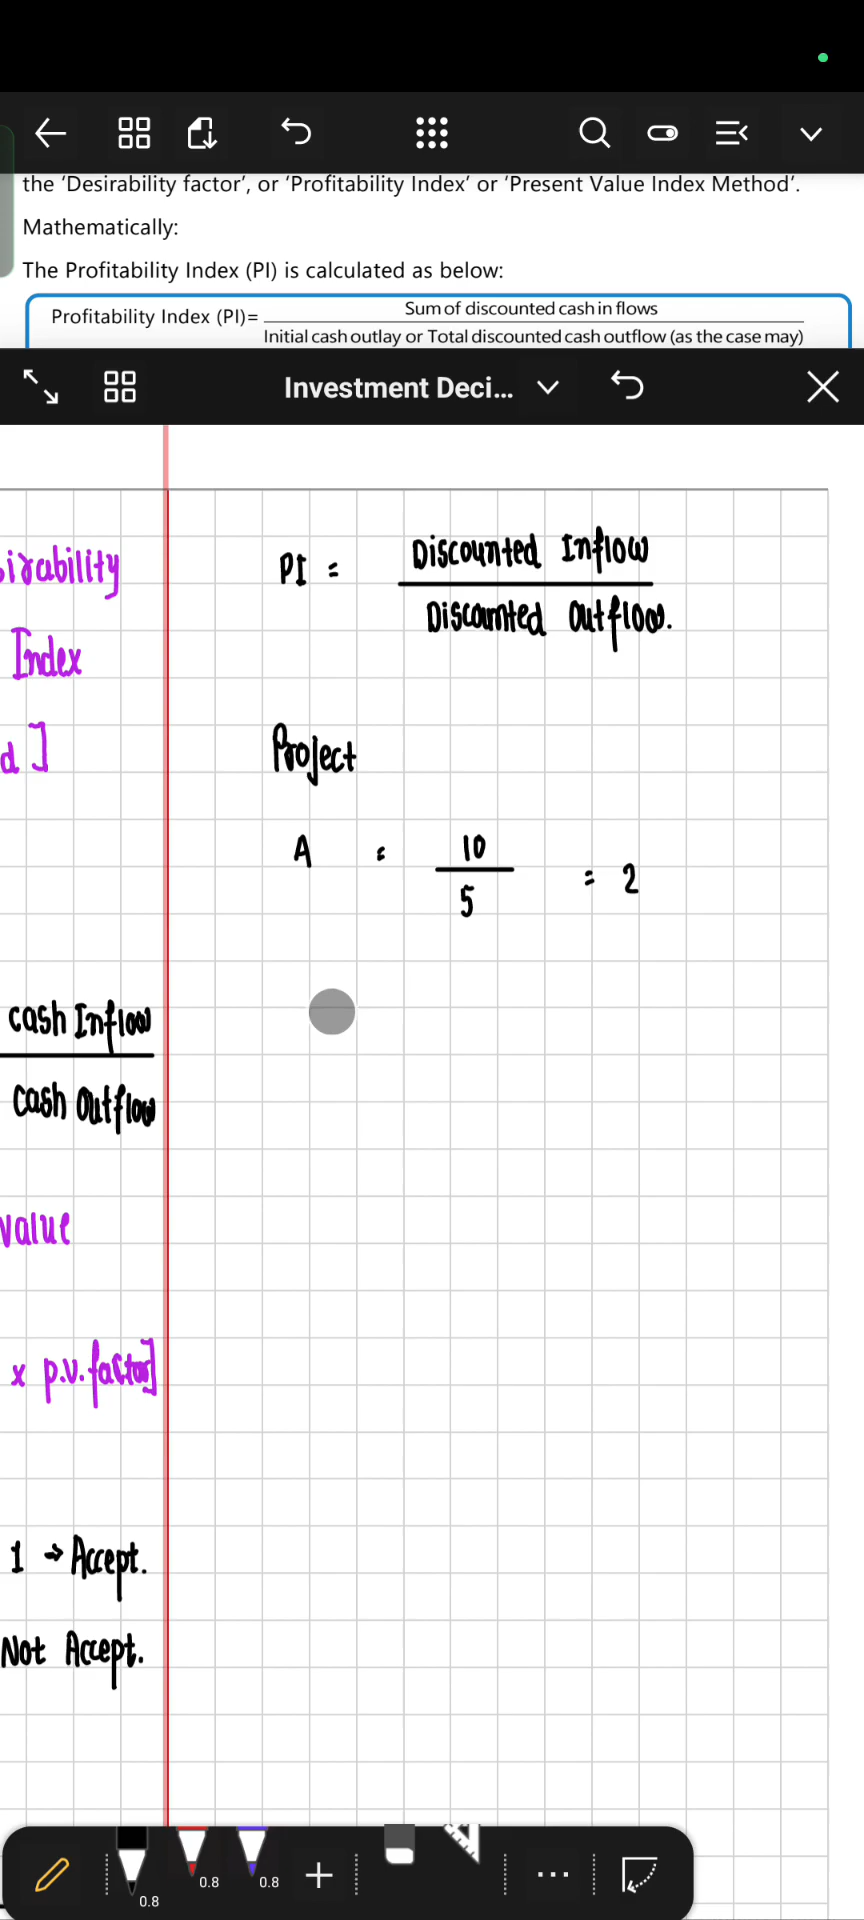 the ‘Desirability factor’, or ‘Profitability Index’ or ‘Present Value Index Method’.
Mathematically:
The Profitability Index (PI) is calculated as below:
Profitability Index (PI)= Sum of discounted cash in flows
Initial cash outlay or Total discounted cash outflow (as the case may)
Investment Deci...
PI = Discounted Inflow
Discounted Outflow.
irability
Index
d ]
Project
A = 10
5
= 2
cash Inflow
cash Outflow
value
x p.v. factor]
1 → Accept.
Not Accept.
0.8
0.8
0.8